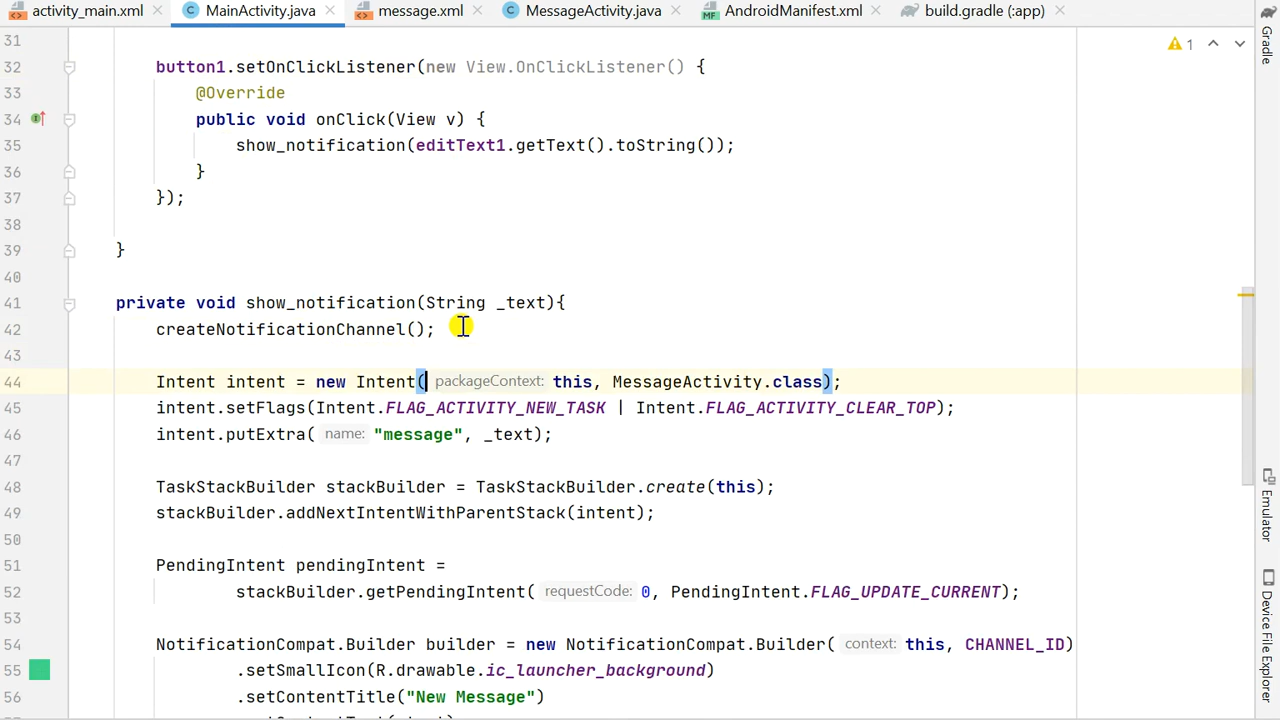 activity_main.xml
MainActivity.java
message.xml
MessageActivity.java
AndroidManifest.xml
build.gradle (:app)
31
32 button1.setOnClickListener(new View.OnClickListener() {
33 @Override
34 public void onClick(View v) {
35 show_notification(editText1.getText().toString());
36 }
37 });
38
39 }
40
41 private void show_notification(String _text){
42 createNotificationChannel();
43
44 Intent intent = new Intent( packageContext: this, MessageActivity.class);
45 intent.setFlags(Intent.FLAG_ACTIVITY_NEW_TASK | Intent.FLAG_ACTIVITY_CLEAR_TOP);
46 intent.putExtra( name: "message", _text);
47
48 TaskStackBuilder stackBuilder = TaskStackBuilder.create(this);
49 stackBuilder.addNextIntentWithParentStack(intent);
50
51 PendingIntent pendingIntent =
52 stackBuilder.getPendingIntent( requestCode: 0, PendingIntent.FLAG_UPDATE_CURRENT);
53
54 NotificationCompat.Builder builder = new NotificationCompat.Builder( context: this, CHANNEL_ID)
55 .setSmallIcon(R.drawable.ic_launcher_background)
56 .setContentTitle("New Message")
1
Gradle
Emulator
Device File Explorer